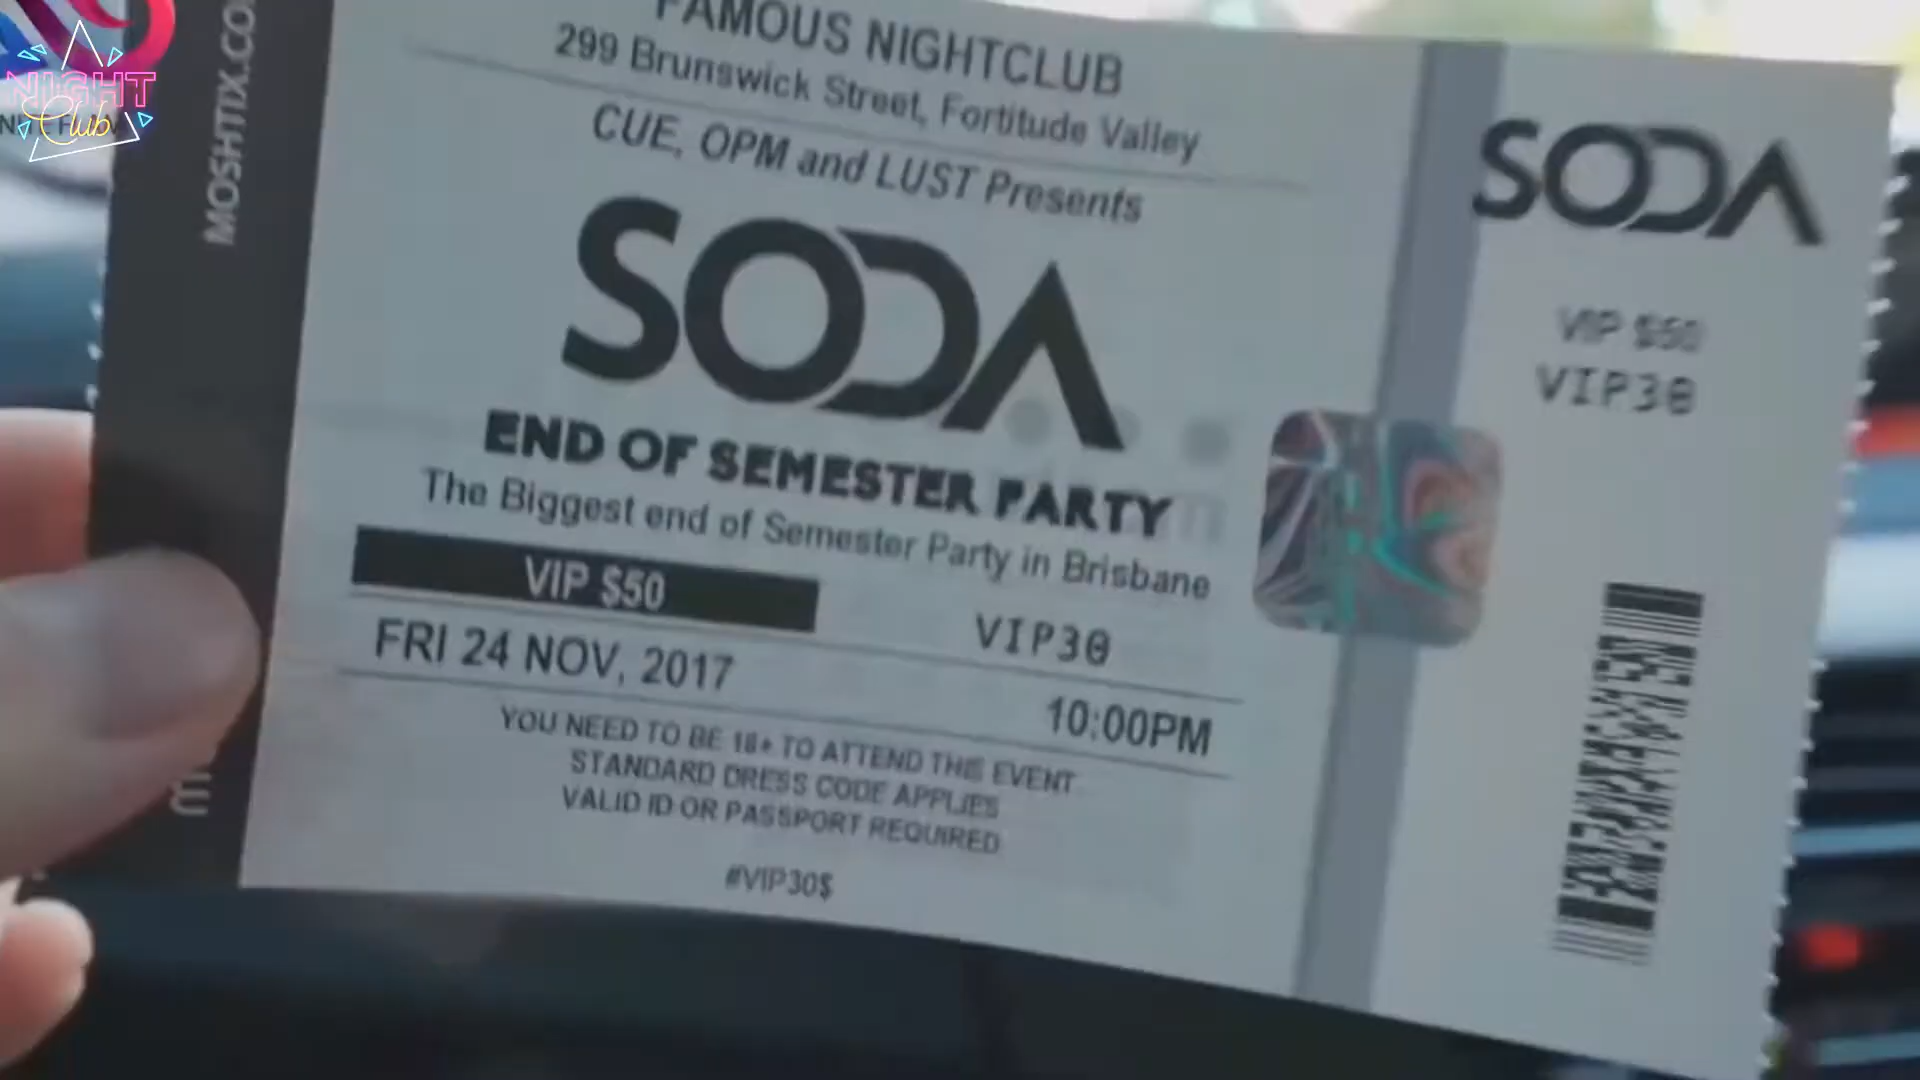 NIGHT
Club
MOSHTIX.CO
FAMOUS NIGHTCLUB
299 Brunswick Street, Fortitude Valley
CUE, OPM and LUST Presents
SODA
END OF SEMESTER PARTY
The Biggest end of Semester Party in Brisbane
VIP $50
VIP30
FRI 24 NOV, 2017
10:00PM
YOU NEED TO BE 18+ TO ATTEND THIS EVENT
STANDARD DRESS CODE APPLIES
VALID ID OR PASSPORT REQUIRED
#VIP30$
SODA
VIP $50
VIP30